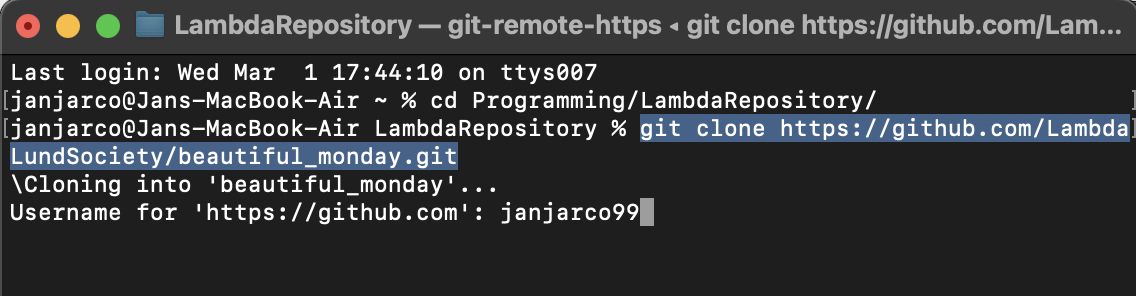 LambdaRepository — git-remote-https ◂ git clone https://github.com/Lam...
Last login: Wed Mar  1 17:44:10 on ttys007
[janjarco@Jans-MacBook-Air ~ % cd Programming/LambdaRepository/ ]
[janjarco@Jans-MacBook-Air LambdaRepository % git clone https://github.com/Lambda]
LundSociety/beautiful_monday.git
\Cloning into 'beautiful_monday'...
Username for 'https://github.com': janjarco99